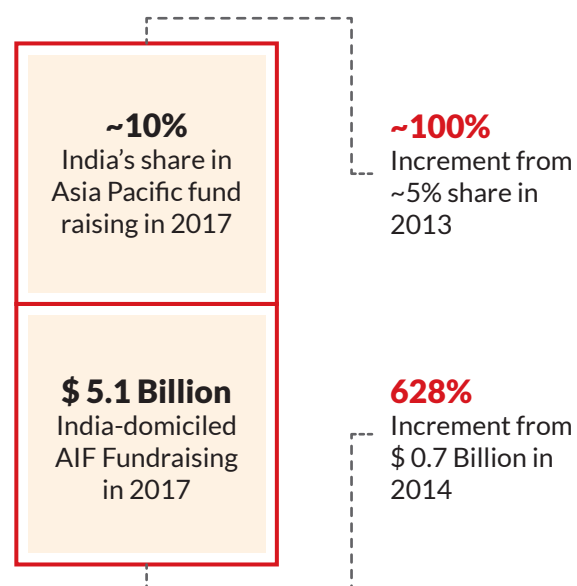 ~10%
India's share in
Asia Pacific fund
raising in 2017
~100%
Increment from
~5% share in
2013
$ 5.1 Billion
India-domiciled
AIF Fundraising
in 2017
628%
Increment from
$ 0.7 Billion in
2014